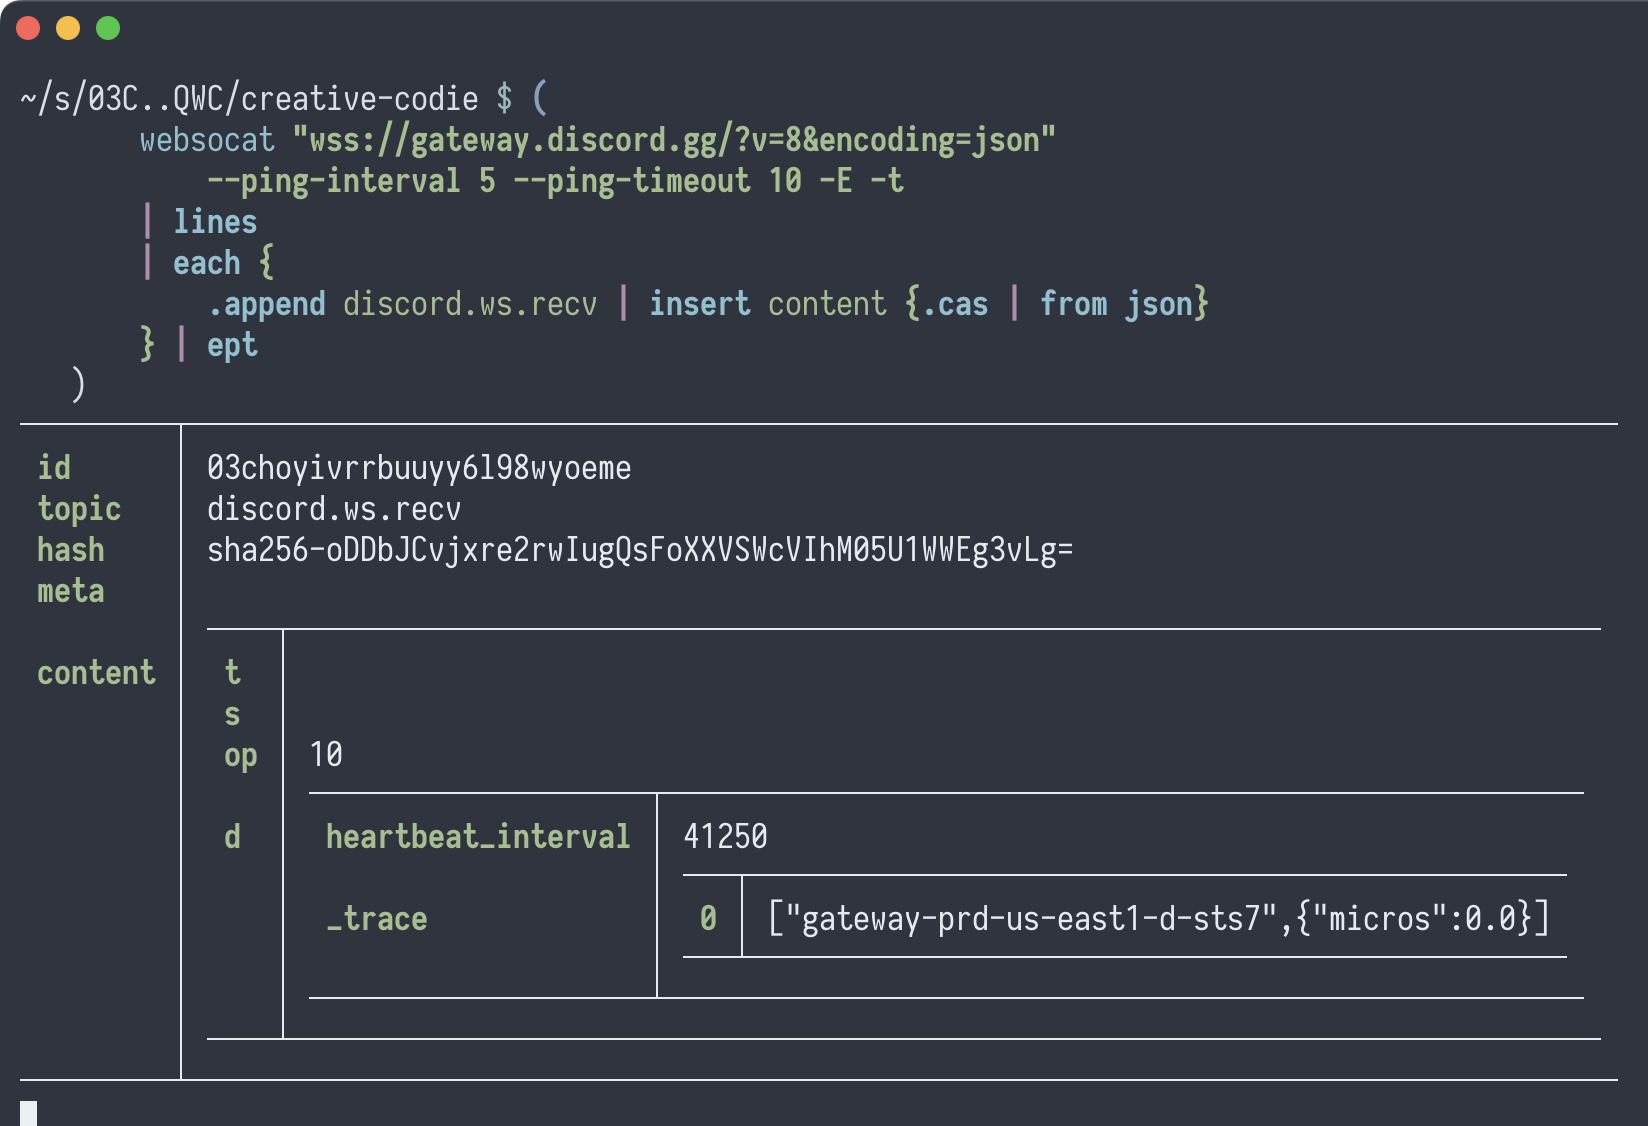 ~/s/03C..QWC/creative-codie $ (
websocat "wss://gateway.discord.gg/?v=8&encoding=json"
--ping-interval 5 --ping-timeout 10 -E -t
| lines
| each {
.append discord.ws.recv | insert content {.cas | from json}
} | ept
)
id 03choyivrrbuuyy6l98wyoeme
topic discord.ws.recv
hash sha256-oDDbJCvjxre2rwIugQsFoXXVSWcVIhM05U1WWEg3vLg=
meta
content t
s
op 10
d heartbeat_interval 41250
_trace 0 ["gateway-prd-us-east1-d-sts7",{"micros":0.0}]